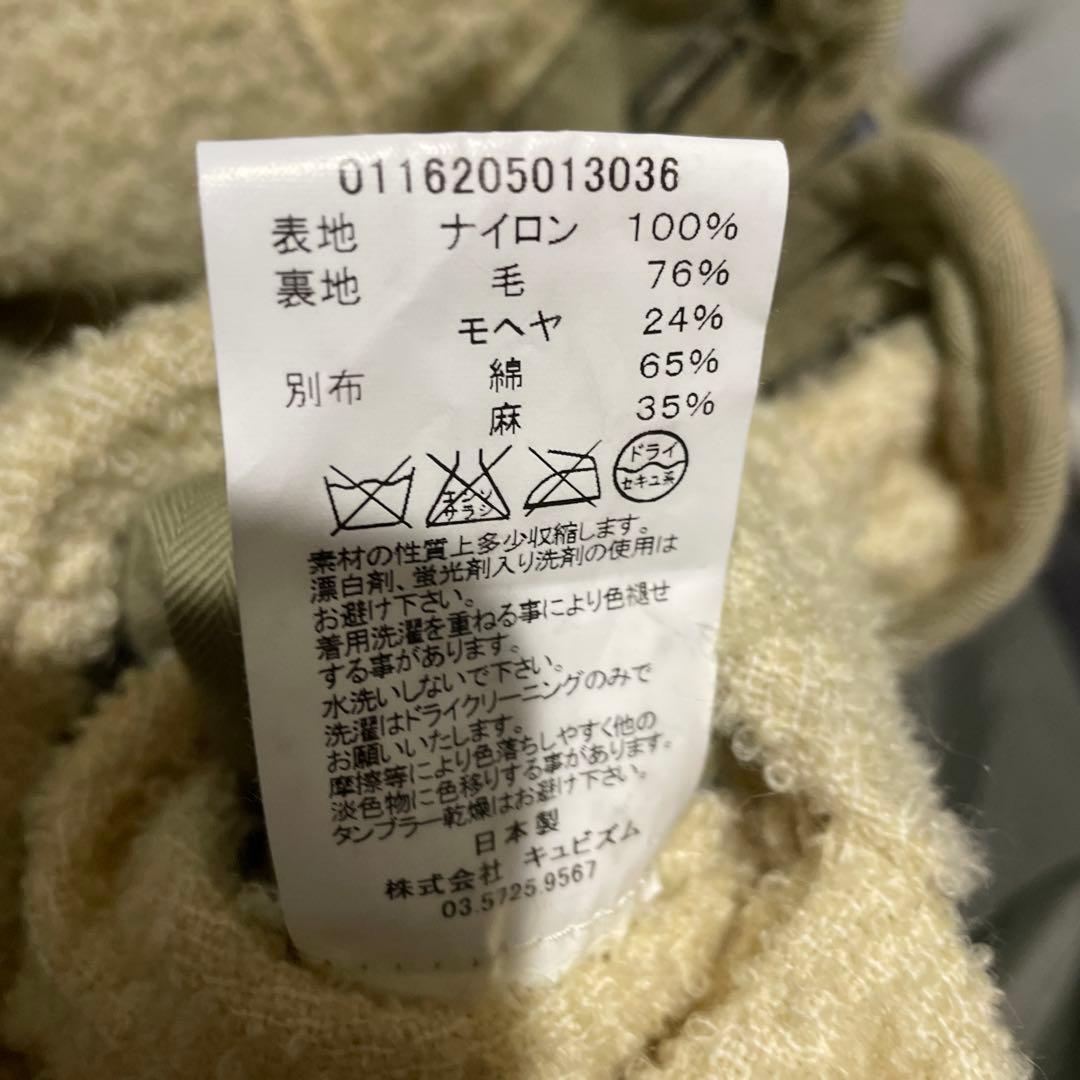 0116205013036
表地 ナイロン 100%
裏地 毛 76%
モヘヤ 24%
別布 綿 65%
麻 35%
エンソ
サラシ
ドライ
セキユ系
素材の性質上多少収縮します。
漂白剤、蛍光剤入り洗剤の使用は
お避け下さい。
着用洗濯を重ねる事により色褪せ
する事があります。
水洗いしないで下さい。
洗濯はドライクリーニングのみで
お願いいたします。
摩擦等により色落ちしやすく他の
淡色物に色移りする事があります。
タンブラー乾燥はお避け下さい。
日本製
株式会社 キュビズム
03.5725.9567